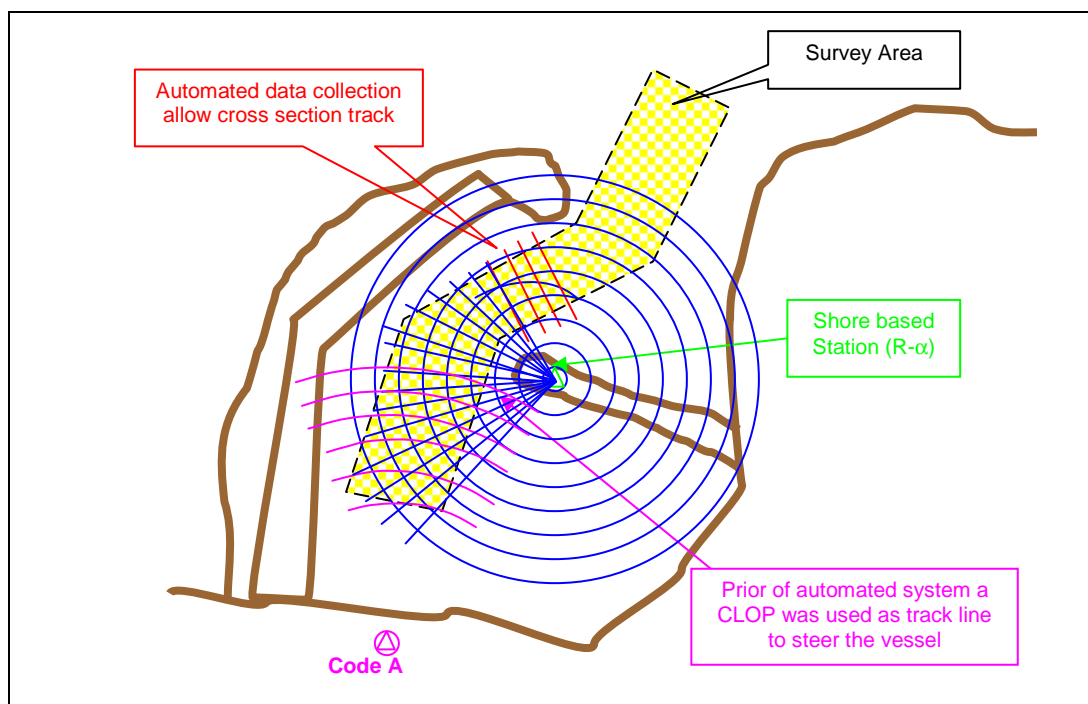 Survey Area
Automated data collection
allow cross section track
Shore based
Station (R-α)
Prior of automated system a
CLOP was used as track line
to steer the vessel
Code A